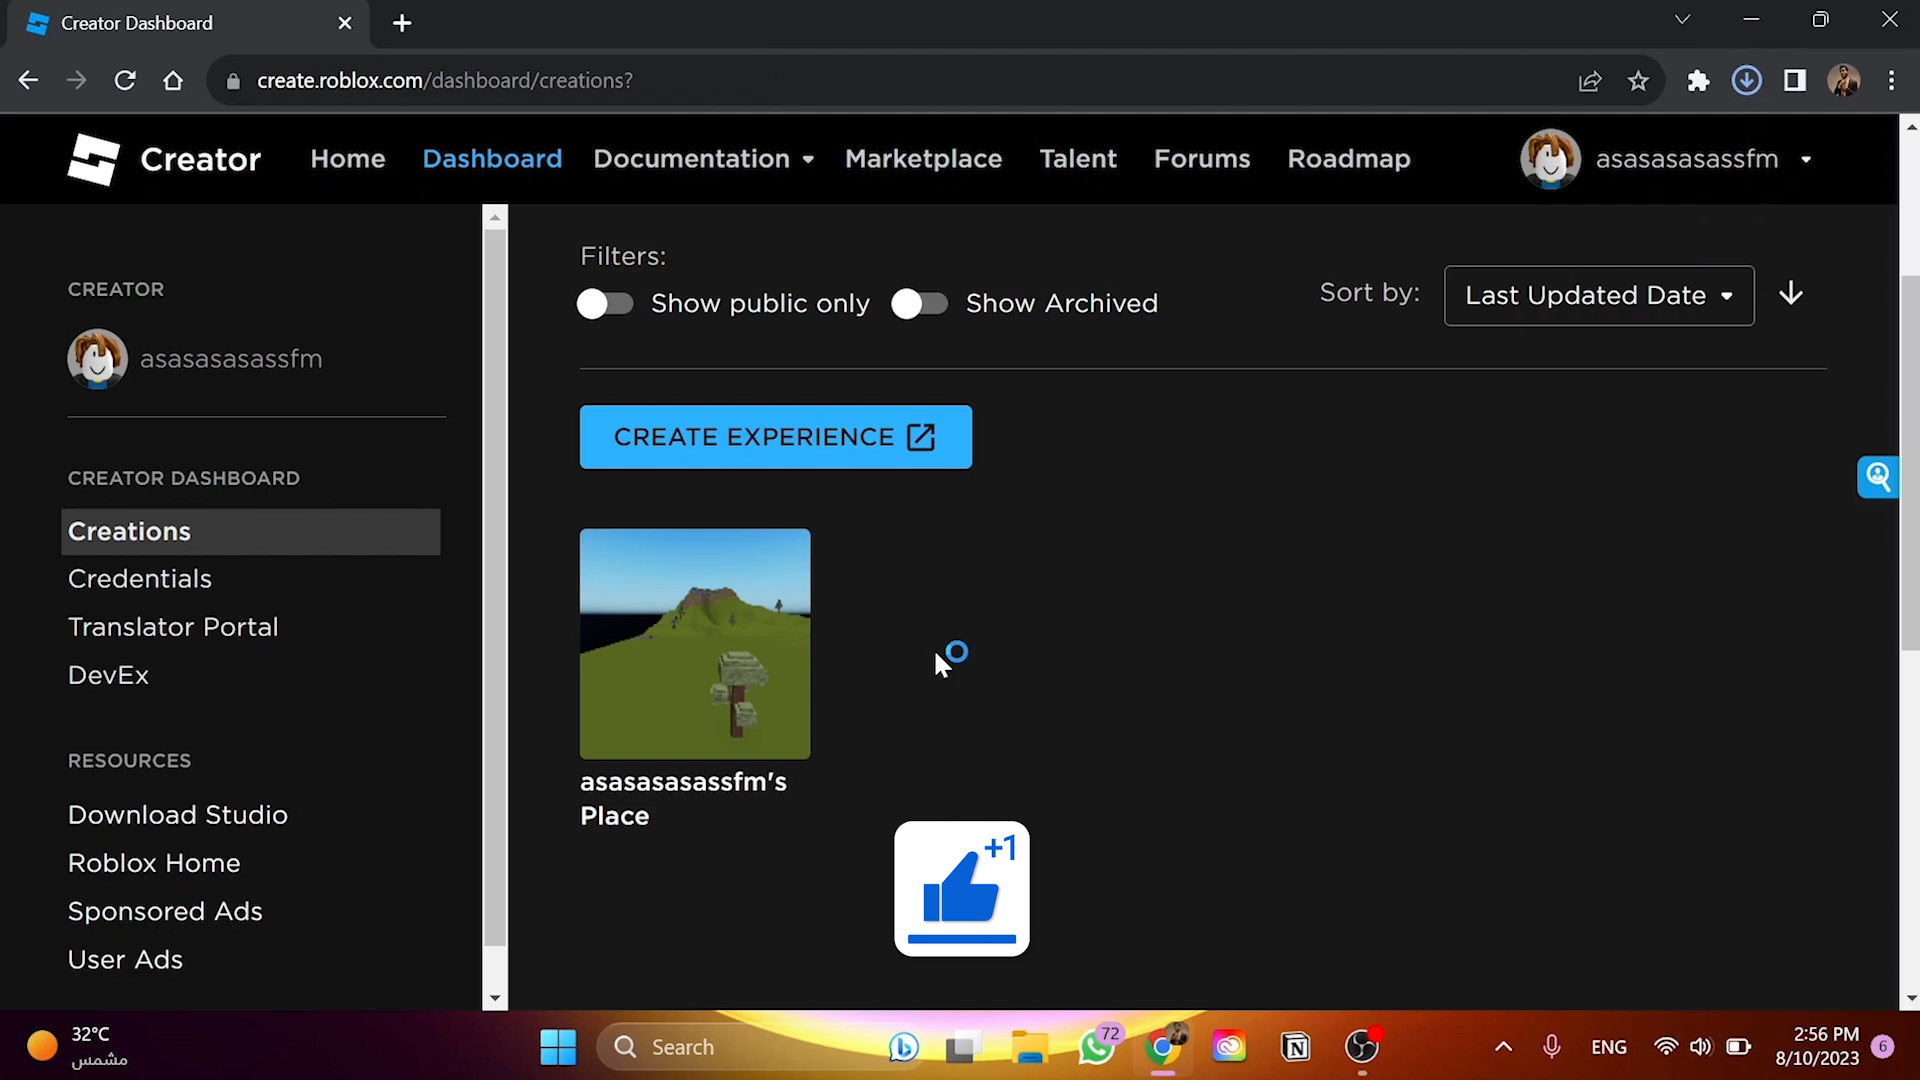 Creator Dashboard
create.roblox.com/dashboard/creations?
Creator Home Dashboard Documentation Marketplace Talent Forums Roadmap asasasasassfm
CREATOR
asasasasassfm
CREATOR DASHBOARD
Creations
Credentials
Translator Portal
DevEx
RESOURCES
Download Studio
Roblox Home
Sponsored Ads
User Ads
Filters:
Show public only Show Archived
Sort by: Last Updated Date
CREATE EXPERIENCE
asasasasassfm's
Place
+1
32°C
مشمس
Search
72
ENG
2:56 PM
8/10/2023
6